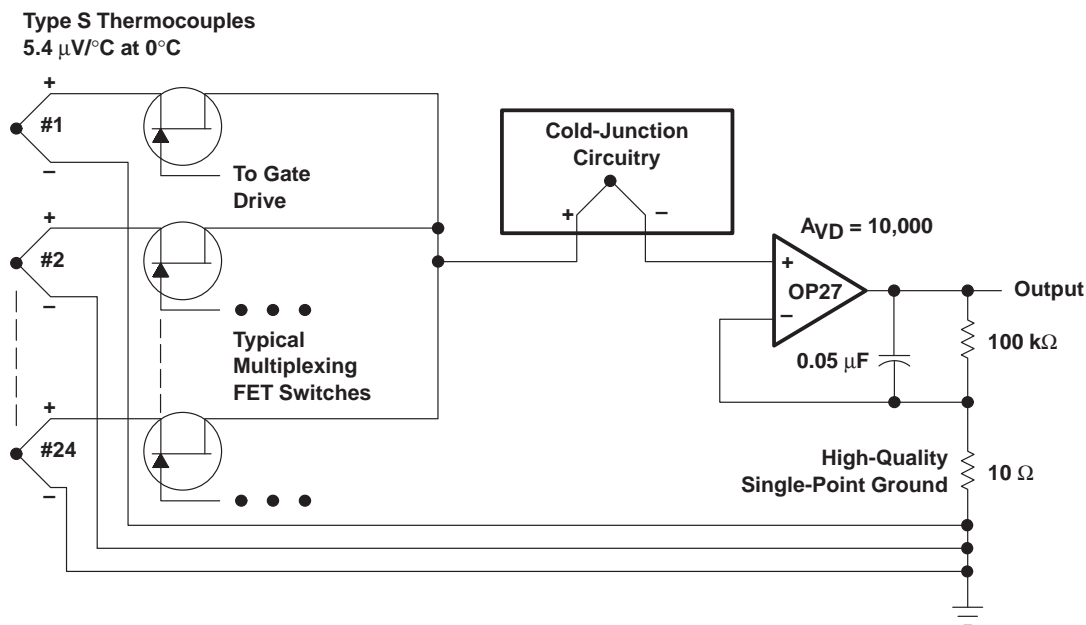 Type S Thermocouples
5.4 μV/°C at 0°C
+
#1
−
To Gate
Drive
+
#2
−
Typical
Multiplexing
FET Switches
+
#24
−
Cold-Junction
Circuitry
+ −
AVD = 10,000
+
OP27
−
Output
100 kΩ
0.05 μF
High-Quality
Single-Point Ground
10 Ω